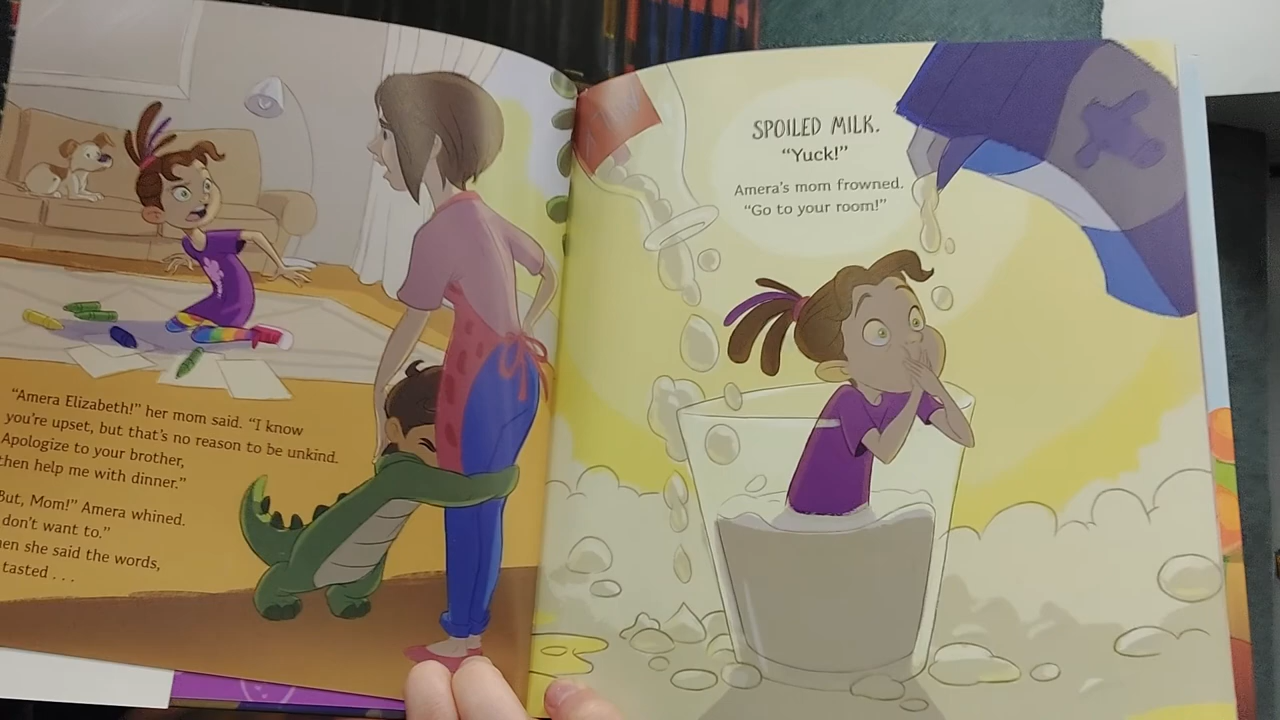 "Amera Elizabeth!" her mom said. "I know
you're upset, but that's no reason to be unkind.
Apologize to your brother,
then help me with dinner."
"But, Mom!" Amera whined.
don't want to."
she said the words,
tasted . . .
SPOILED MILK.
"Yuck!"
Amera's mom frowned.
"Go to your room!"